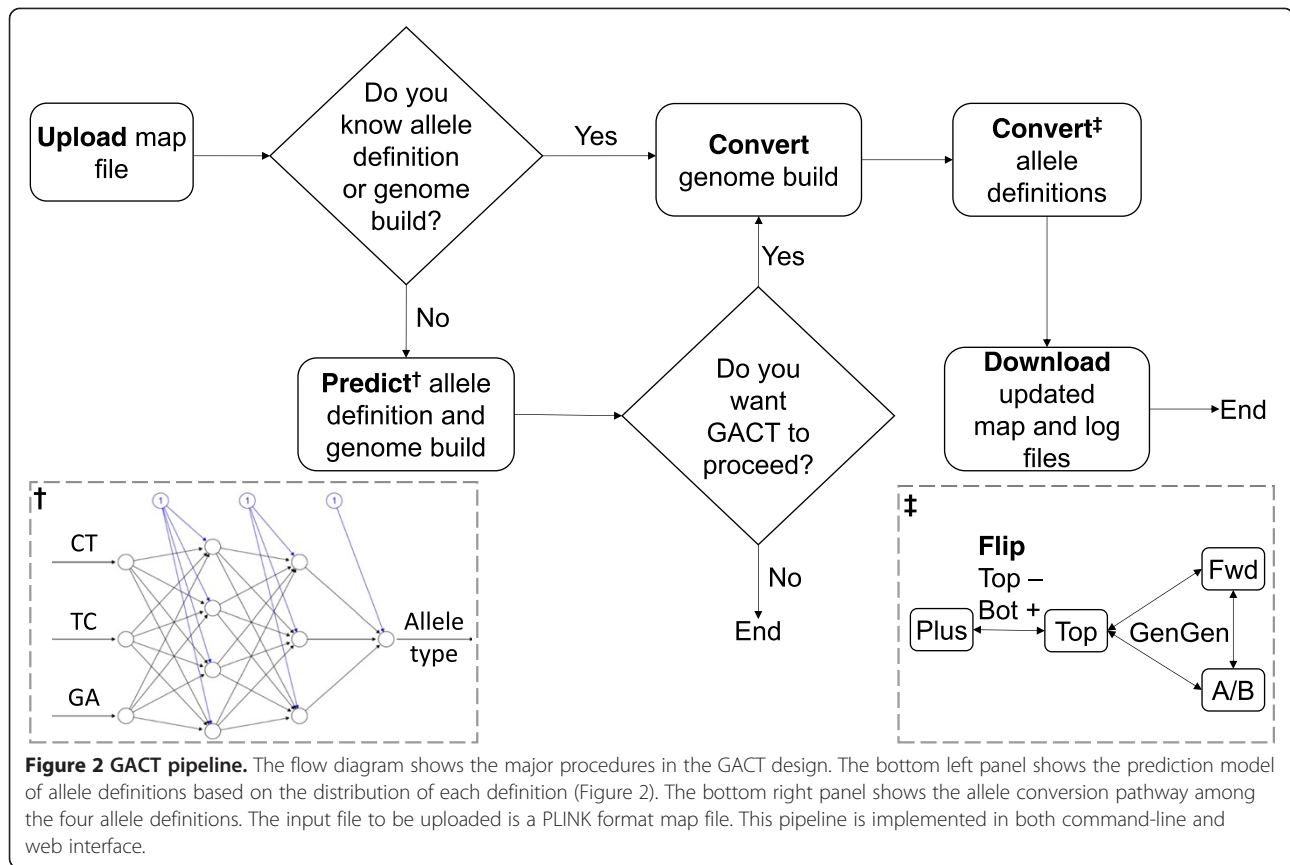 Upload map
file
Do you
know allele
definition
or genome
build?
Yes
Convert
genome build
Convert‡
allele
definitions
No
Yes
Predict† allele
definition and
genome build
Do you
want
GACT to
proceed?
Download
updated
map and log
files
End
No
End
†
1
1
1
CT
TC
GA
Allele
type
‡
Flip
Top –
Bot +
Plus
Top
GenGen
Fwd
A/B
Figure 2 GACT pipeline. The flow diagram shows the major procedures in the GACT design. The bottom left panel shows the prediction model
of allele definitions based on the distribution of each definition (Figure 2). The bottom right panel shows the allele conversion pathway among
the four allele definitions. The input file to be uploaded is a PLINK format map file. This pipeline is implemented in both command-line and
web interface.